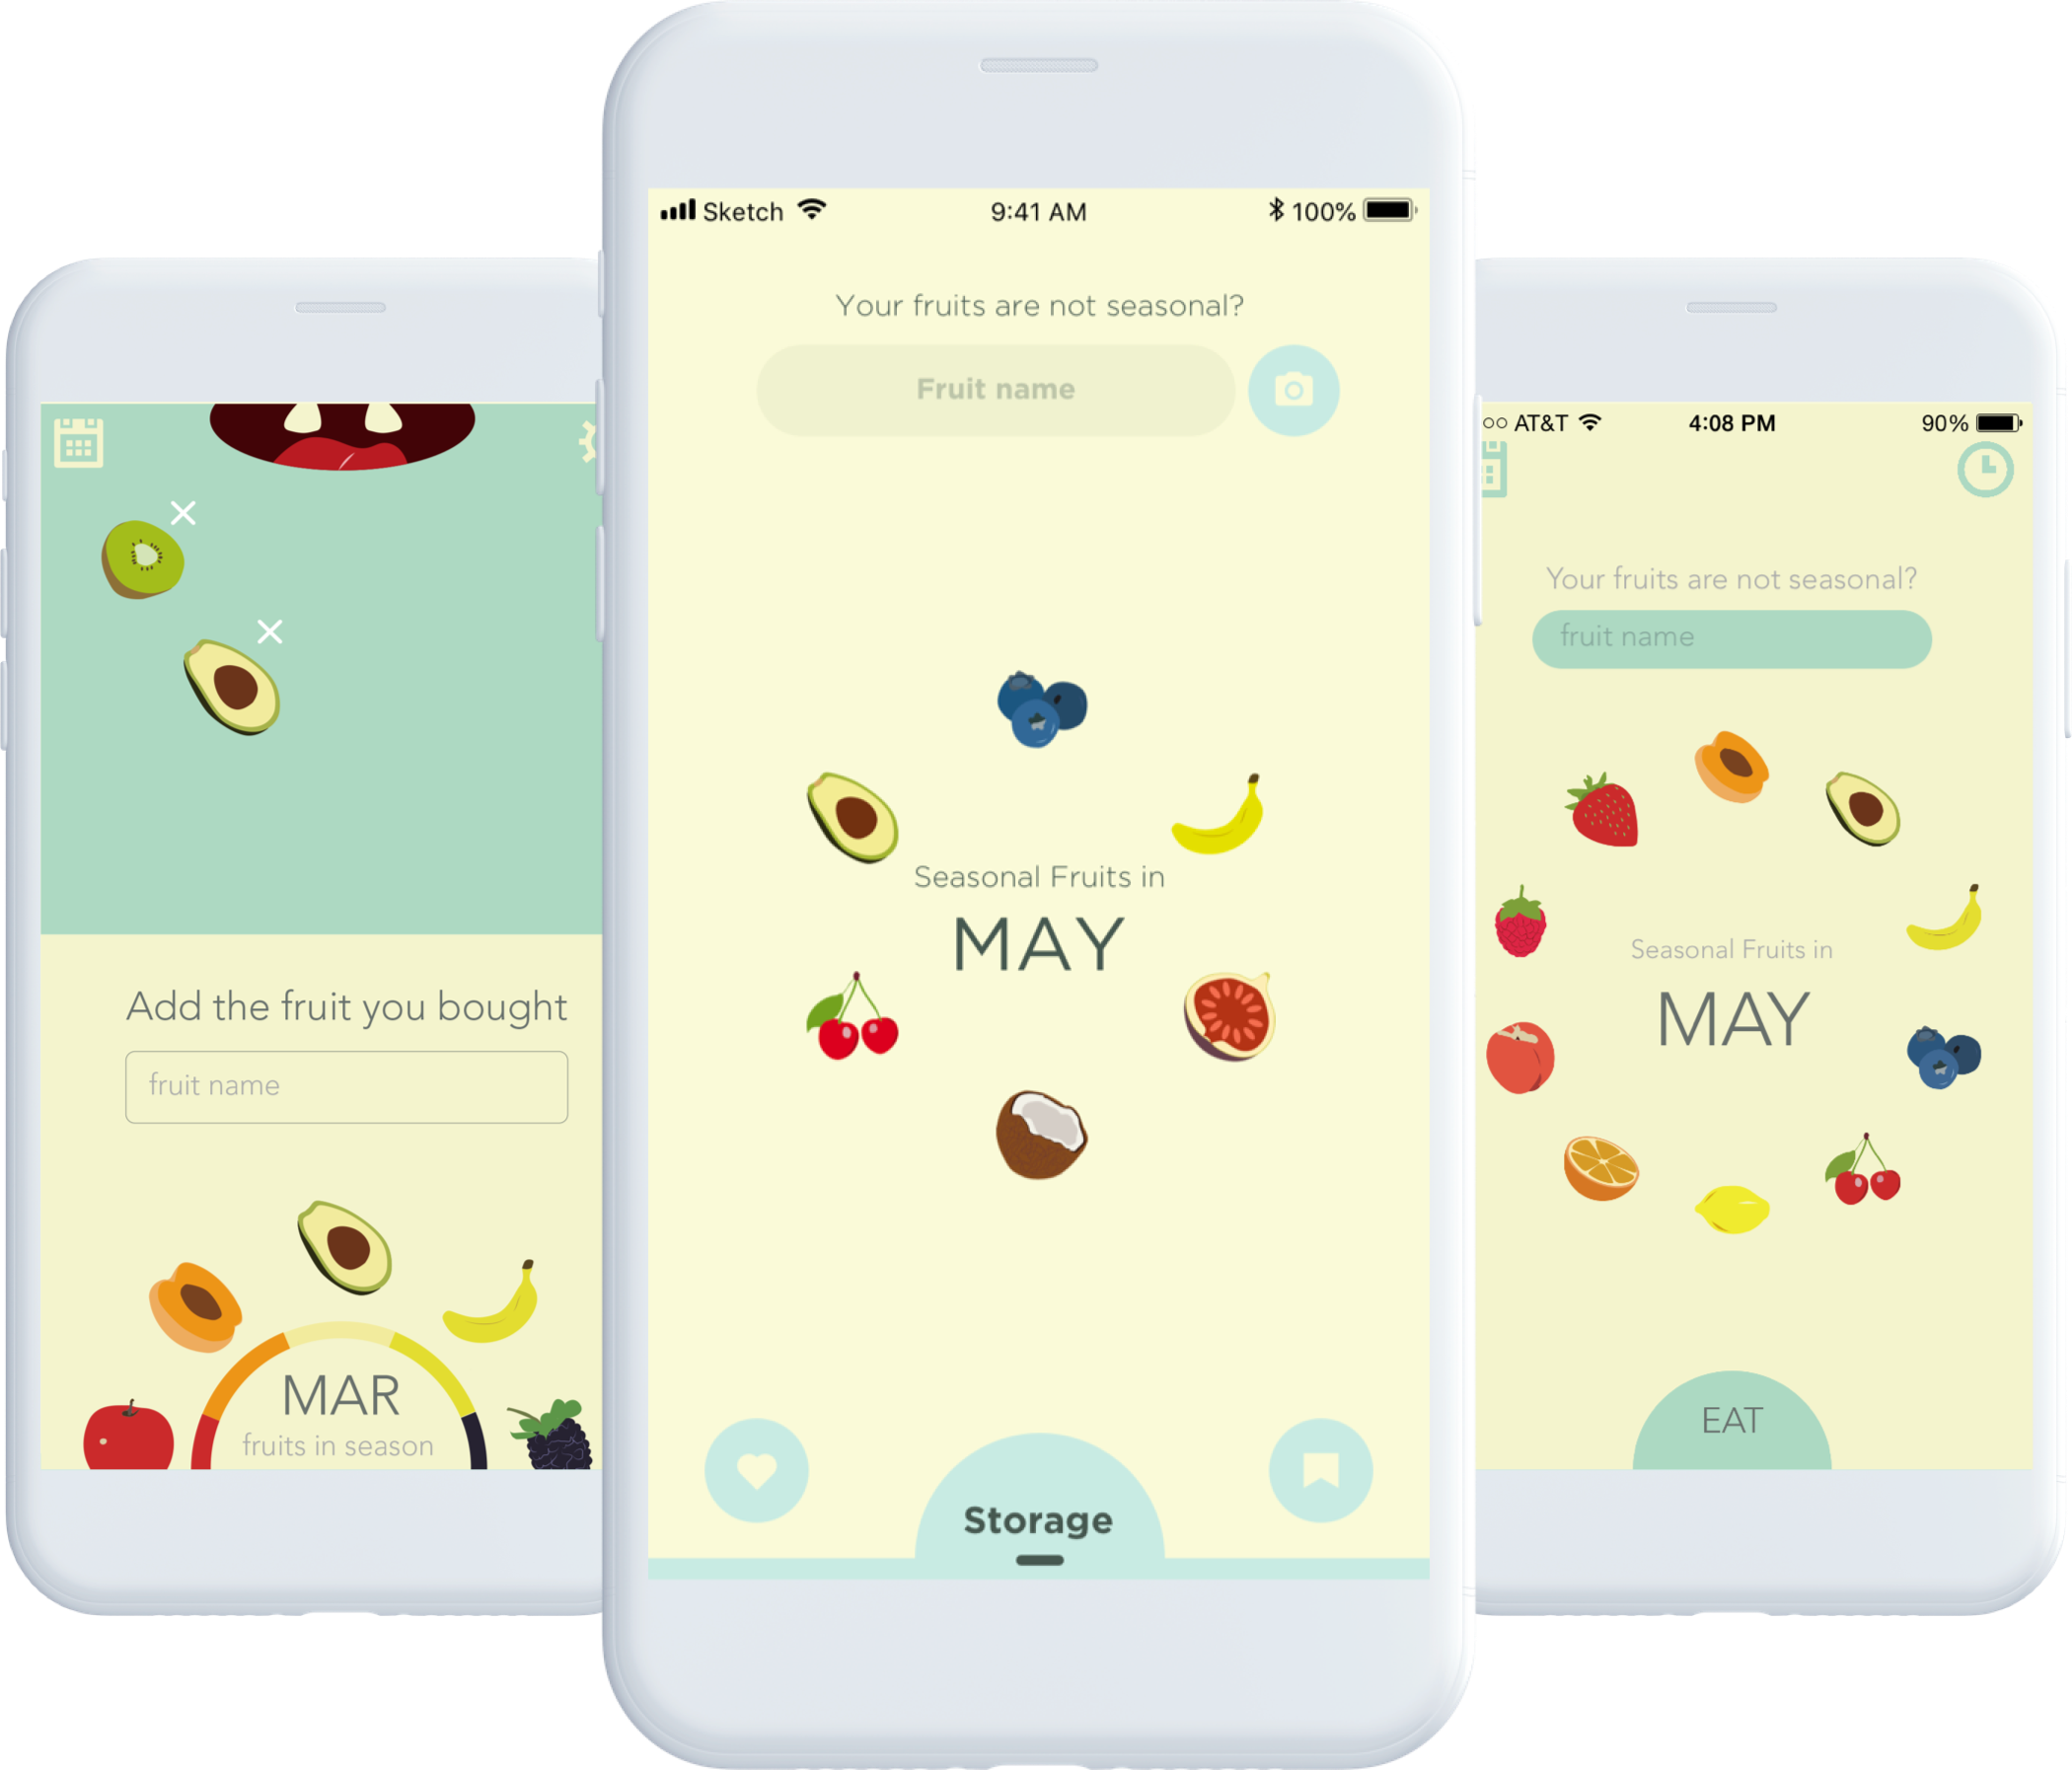 Add the fruit you bought
fruit name
MAR
fruits in season
Sketch 9:41 AM 100%
Your fruits are not seasonal?
Fruit name
Seasonal Fruits in
MAY
Storage
AT&T 4:08 PM 90%
Your fruits are not seasonal?
fruit name
Seasonal Fruits in
MAY
EAT